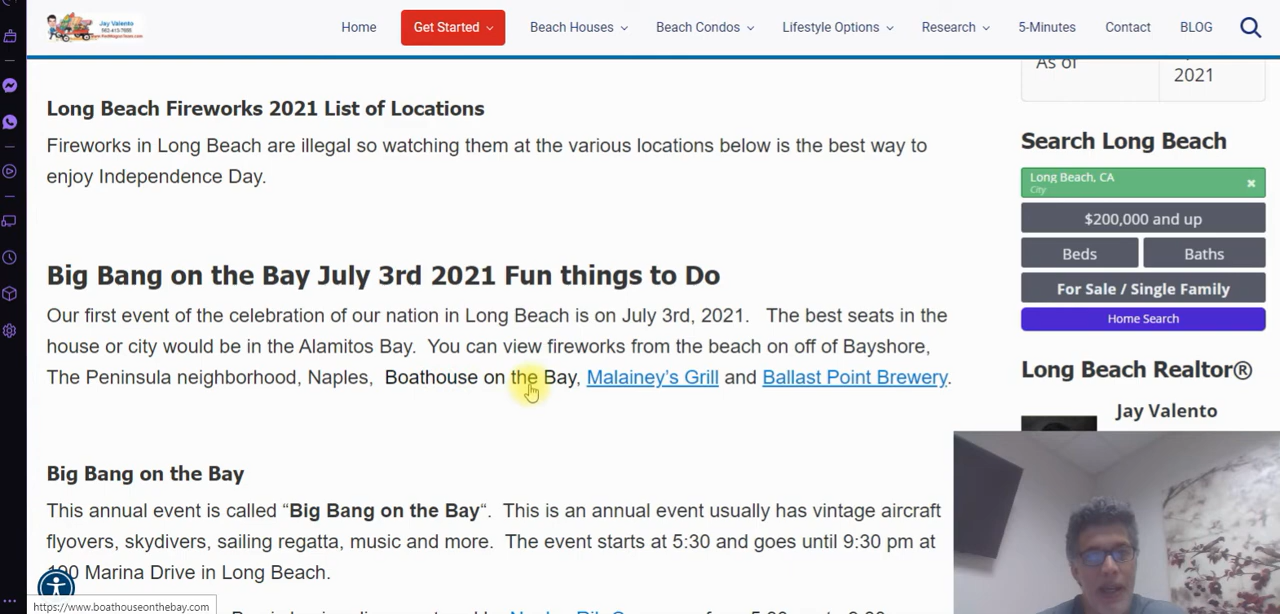 Jay Valento
Home
Get Started
Beach Houses
Beach Condos
Lifestyle Options
Research
5-Minutes
Contact
BLOG
Long Beach Fireworks 2021 List of Locations
Fireworks in Long Beach are illegal so watching them at the various locations below is the best way to
enjoy Independence Day.
Big Bang on the Bay July 3rd 2021 Fun things to Do
Our first event of the celebration of our nation in Long Beach is on July 3rd, 2021. The best seats in the
house or city would be in the Alamitos Bay. You can view fireworks from the beach on off of Bayshore,
The Peninsula neighborhood, Naples, Boathouse on the Bay, Malainey’s Grill and Ballast Point Brewery.
Big Bang on the Bay
This annual event is called “Big Bang on the Bay“. This is an annual event usually has vintage aircraft
flyovers, skydivers, sailing regatta, music and more. The event starts at 5:30 and goes until 9:30 pm at
Marina Drive in Long Beach.
https://www.boathouseonthebay.com
As of
2021
Search Long Beach
Long Beach, CA
City
$200,000 and up
Beds
Baths
For Sale / Single Family
Home Search
Long Beach Realtor®
Jay Valento